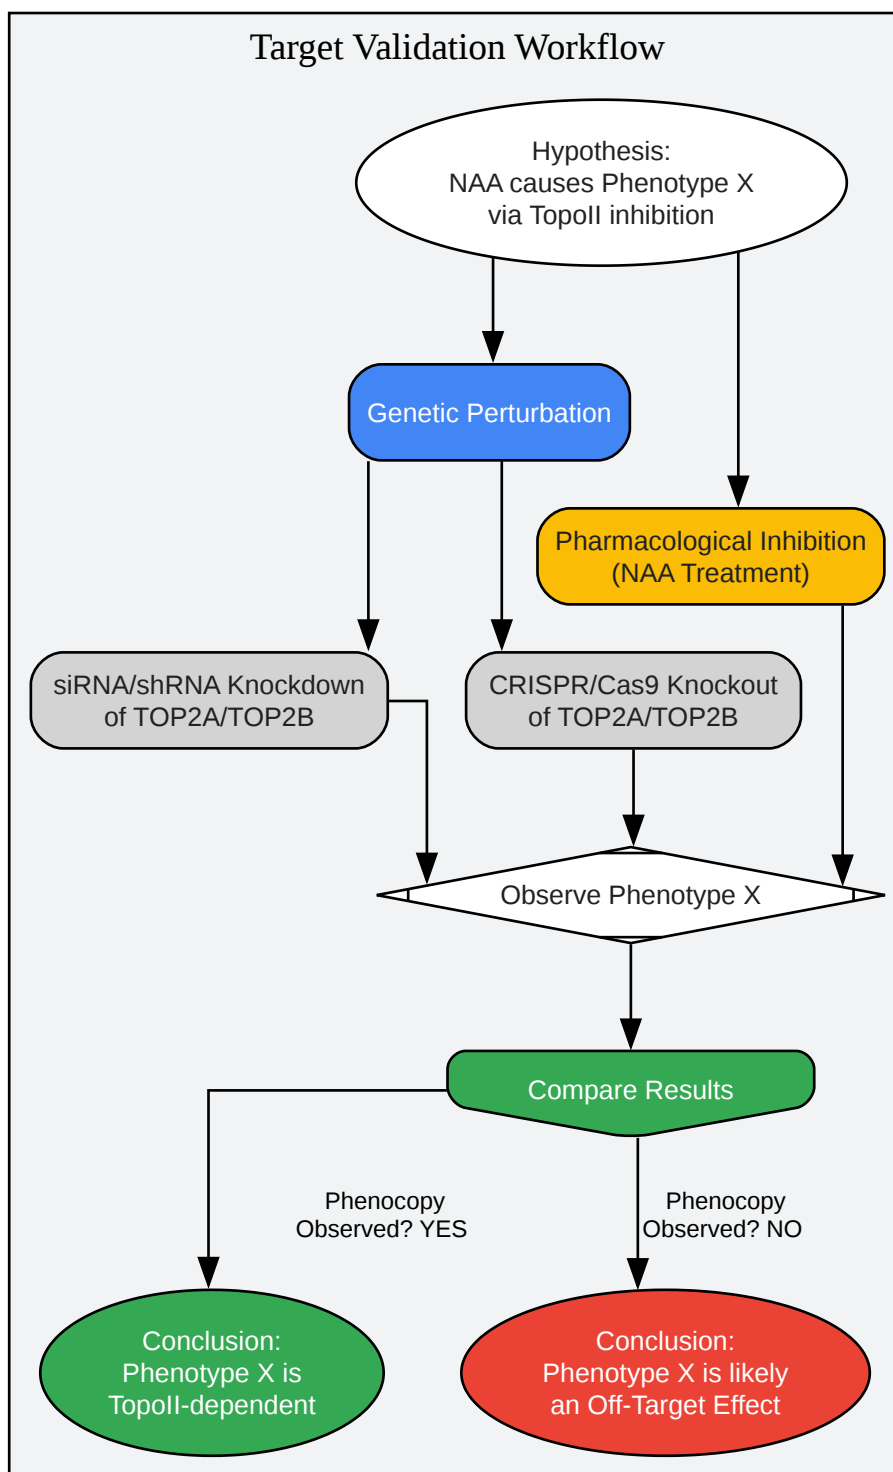 Target Validation Workflow
Hypothesis:
NAA causes Phenotype X
via TopoII inhibition
Genetic Perturbation
Pharmacological Inhibition
(NAA Treatment)
siRNA/shRNA Knockdown
of TOP2A/TOP2B
CRISPR/Cas9 Knockout
of TOP2A/TOP2B
Observe Phenotype X
Compare Results
Phenocopy
Observed? YES
Phenocopy
Observed? NO
Conclusion:
Phenotype X is
TopoII-dependent
Conclusion:
Phenotype X is likely
an Off-Target Effect